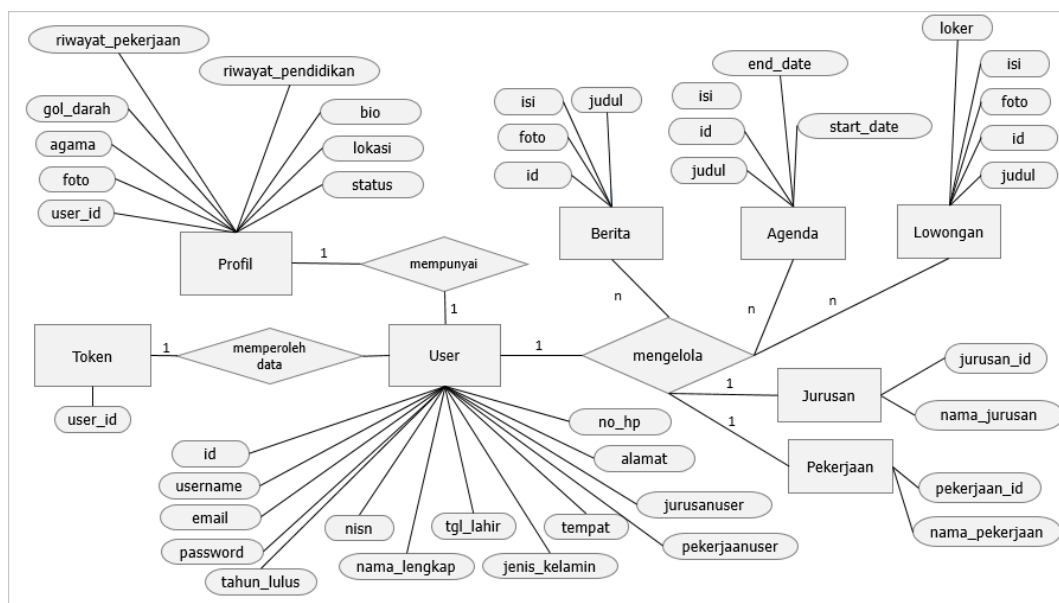 riwayat_pekerjaan
riwayat_pendidikan
gol_darah
bio
agama
lokasi
foto
status
user_id
Profil
1
mempunyai
1
isi
judul
foto
id
Berita
end_date
isi
id
start_date
judul
Agenda
loker
isi
foto
id
judul
Lowongan
n
n
n
Token
1
memperoleh
data
User
1
mengelola
user_id
1
Jurusan
jurusan_id
nama_jurusan
1
Pekerjaan
pekerjaan_id
nama_pekerjaan
no_hp
id
alamat
username
jurusanuser
email
nisn
tgl_lahir
tempat
password
pekerjaanuser
tahun_lulus
nama_lengkap
jenis_kelamin